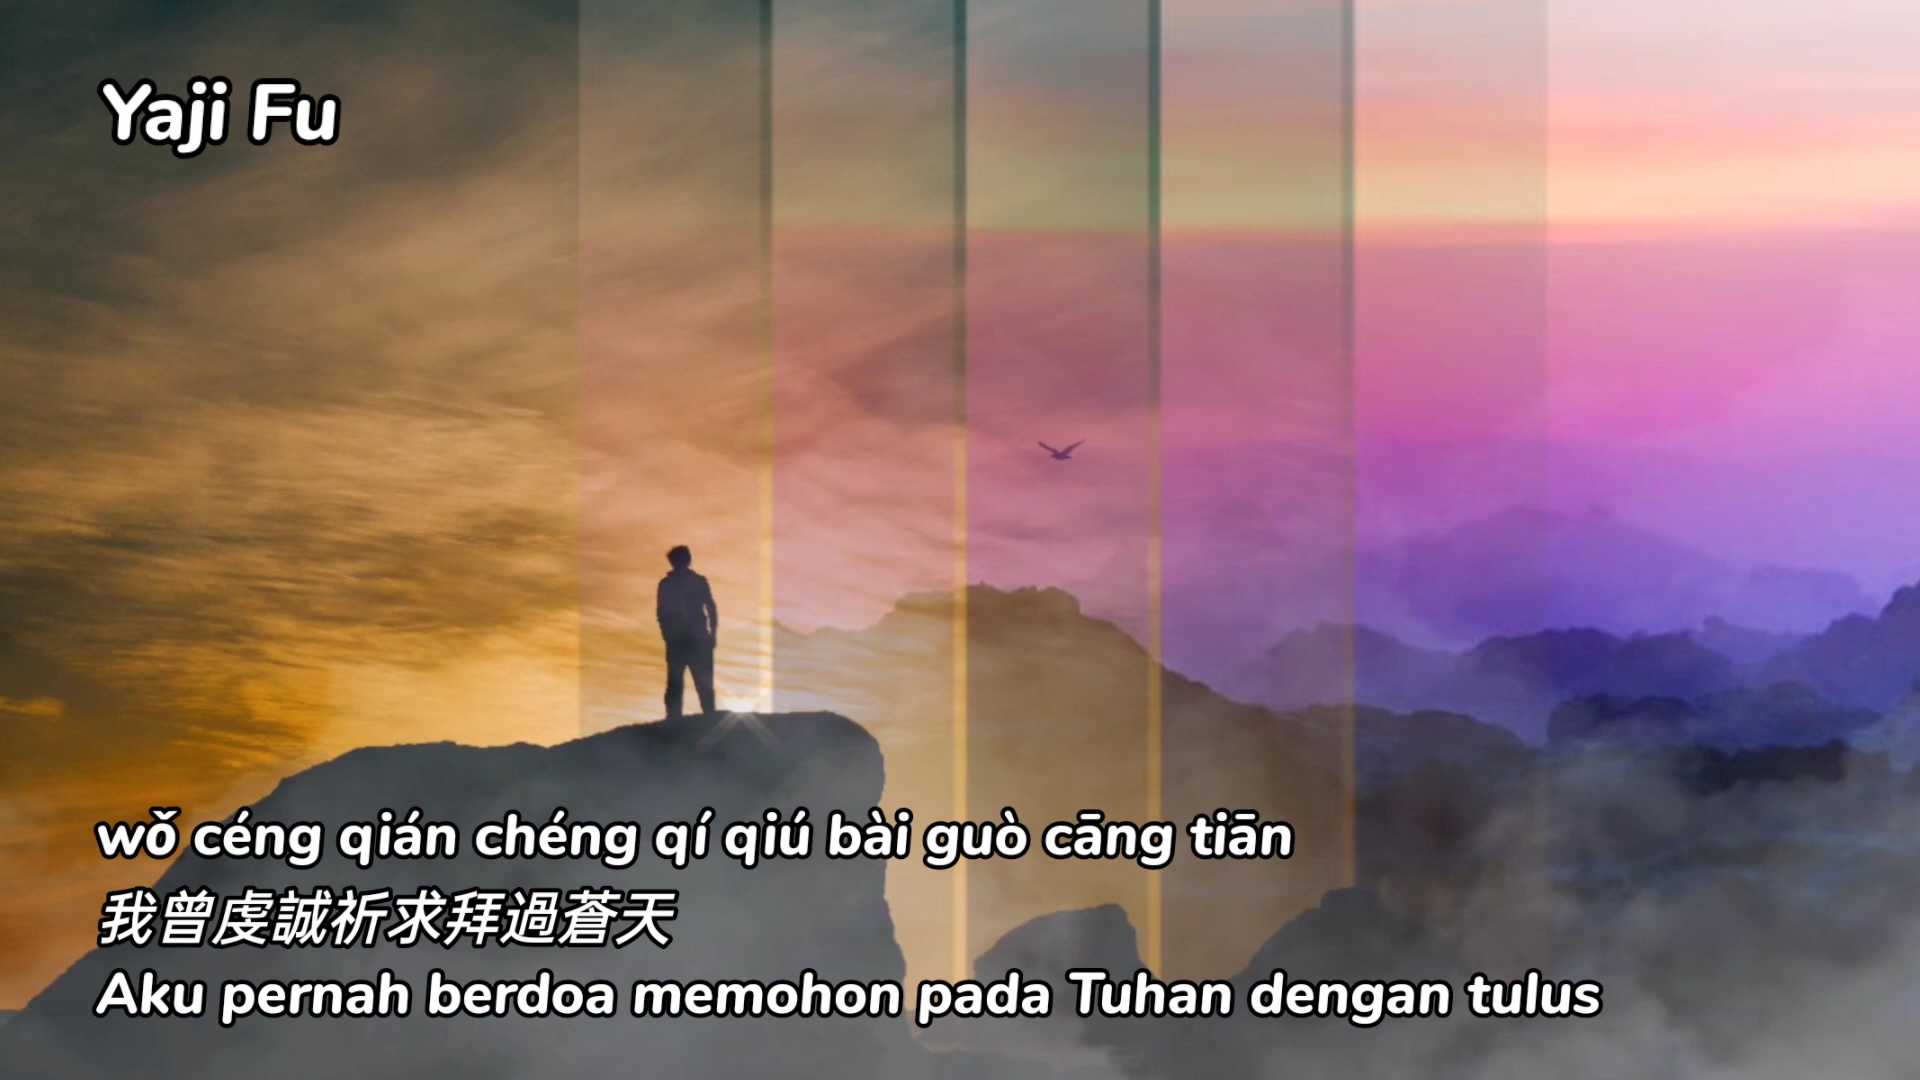 Yaji Fu
wǒ céng qián chéng qí qiú bài guò cāng tiān
我曾虔誠祈求拜過蒼天
Aku pernah berdoa memohon pada Tuhan dengan tulus